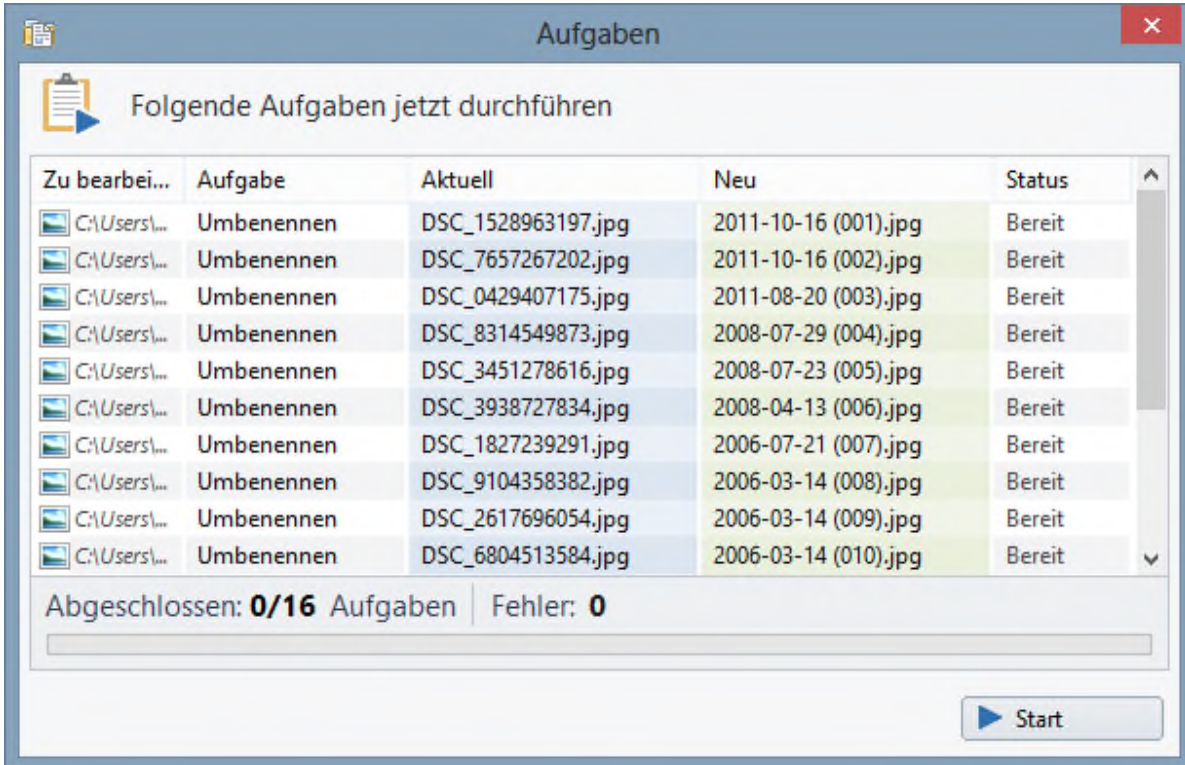 Aufgaben
Folgende Aufgaben jetzt durchführen
Zu bearbei... Aufgabe Aktuell Neu Status
C:\Users\... Umbenennen DSC_1528963197.jpg 2011-10-16 (001).jpg Bereit
C:\Users\... Umbenennen DSC_7657267202.jpg 2011-10-16 (002).jpg Bereit
C:\Users\... Umbenennen DSC_0429407175.jpg 2011-08-20 (003).jpg Bereit
C:\Users\... Umbenennen DSC_8314549873.jpg 2008-07-29 (004).jpg Bereit
C:\Users\... Umbenennen DSC_3451278616.jpg 2008-07-23 (005).jpg Bereit
C:\Users\... Umbenennen DSC_3938727834.jpg 2008-04-13 (006).jpg Bereit
C:\Users\... Umbenennen DSC_1827239291.jpg 2006-07-21 (007).jpg Bereit
C:\Users\... Umbenennen DSC_9104358382.jpg 2006-03-14 (008).jpg Bereit
C:\Users\... Umbenennen DSC_2617696054.jpg 2006-03-14 (009).jpg Bereit
C:\Users\... Umbenennen DSC_6804513584.jpg 2006-03-14 (010).jpg Bereit
Abgeschlossen: 0/16 Aufgaben Fehler: 0
Start